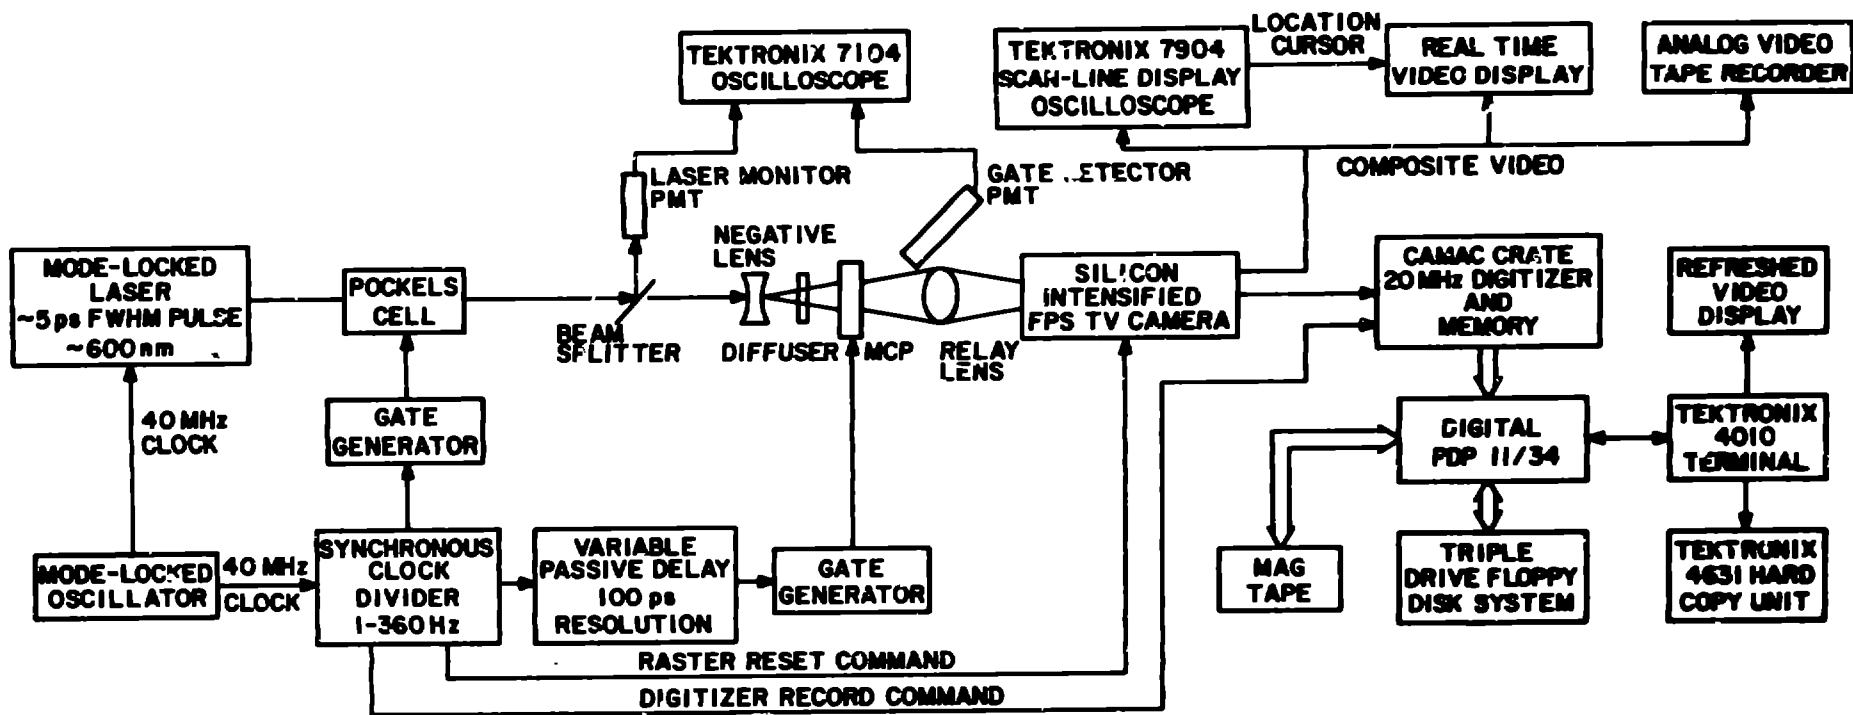 TEKTRONIX 7104
OSCILLOSCOPE
TEKTRONIX 7904
SCAN-LINE DISPLAY
OSCILLOSCOPE
LOCATION
CURSOR
REAL TIME
VIDEO DISPLAY
ANALOG VIDEO
TAPE RECORDER
COMPOSITE VIDEO
LASER MONITOR
PMT
GATE
PMT
NEGATIVE
LENS
MODE-LOCKED
LASER
~5 ps FWHM PULSE
~600 nm
POCKELS
CELL
BEAM
SPLITTER
DIFFUSER
MCP
RELAY
LENS
SILICON
INTENSIFIED
FPS TV CAMERA
CAMAC CRATE
20 MHz DIGITIZER
AND
MEMORY
REFRESHED
VIDEO
DISPLAY
40 MHz
CLOCK
GATE
GENERATOR
DIGITAL
PDP 11/34
TEKTRONIX
4010
TERMINAL
MODE-LOCKED
OSCILLATOR
40 MHz
CLOCK
SYNCHRONOUS
CLOCK
DIVIDER
1-360 Hz
VARIABLE
PASSIVE DELAY
100 ps
RESOLUTION
GATE
GENERATOR
MAG
TAPE
TRIPLE
DRIVE FLOPPY
DISK SYSTEM
TEKTRONIX
4631 HARD
COPY UNIT
RASTER RESET COMMAND
DIGITIZER RECORD COMMAND